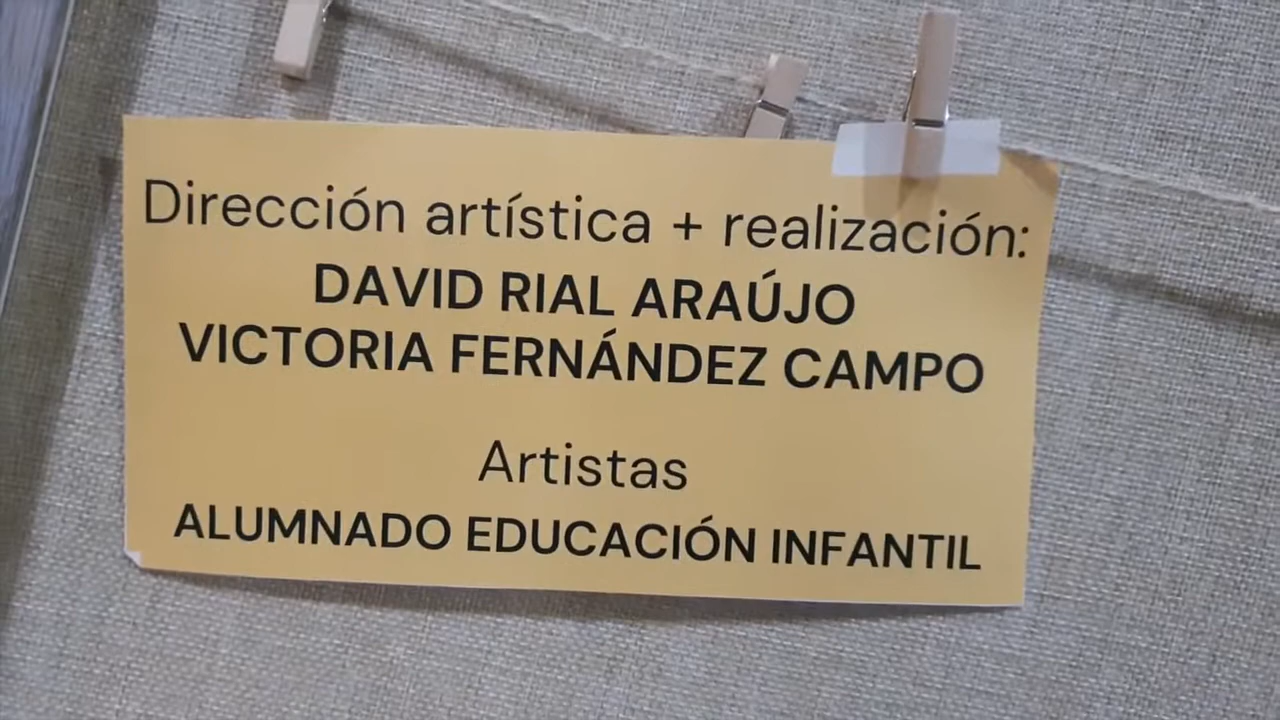 Dirección artística + realización:
DAVID RIAL ARAÚJO
VICTORIA FERNÁNDEZ CAMPO
Artistas
ALUMNADO EDUCACIÓN INFANTIL